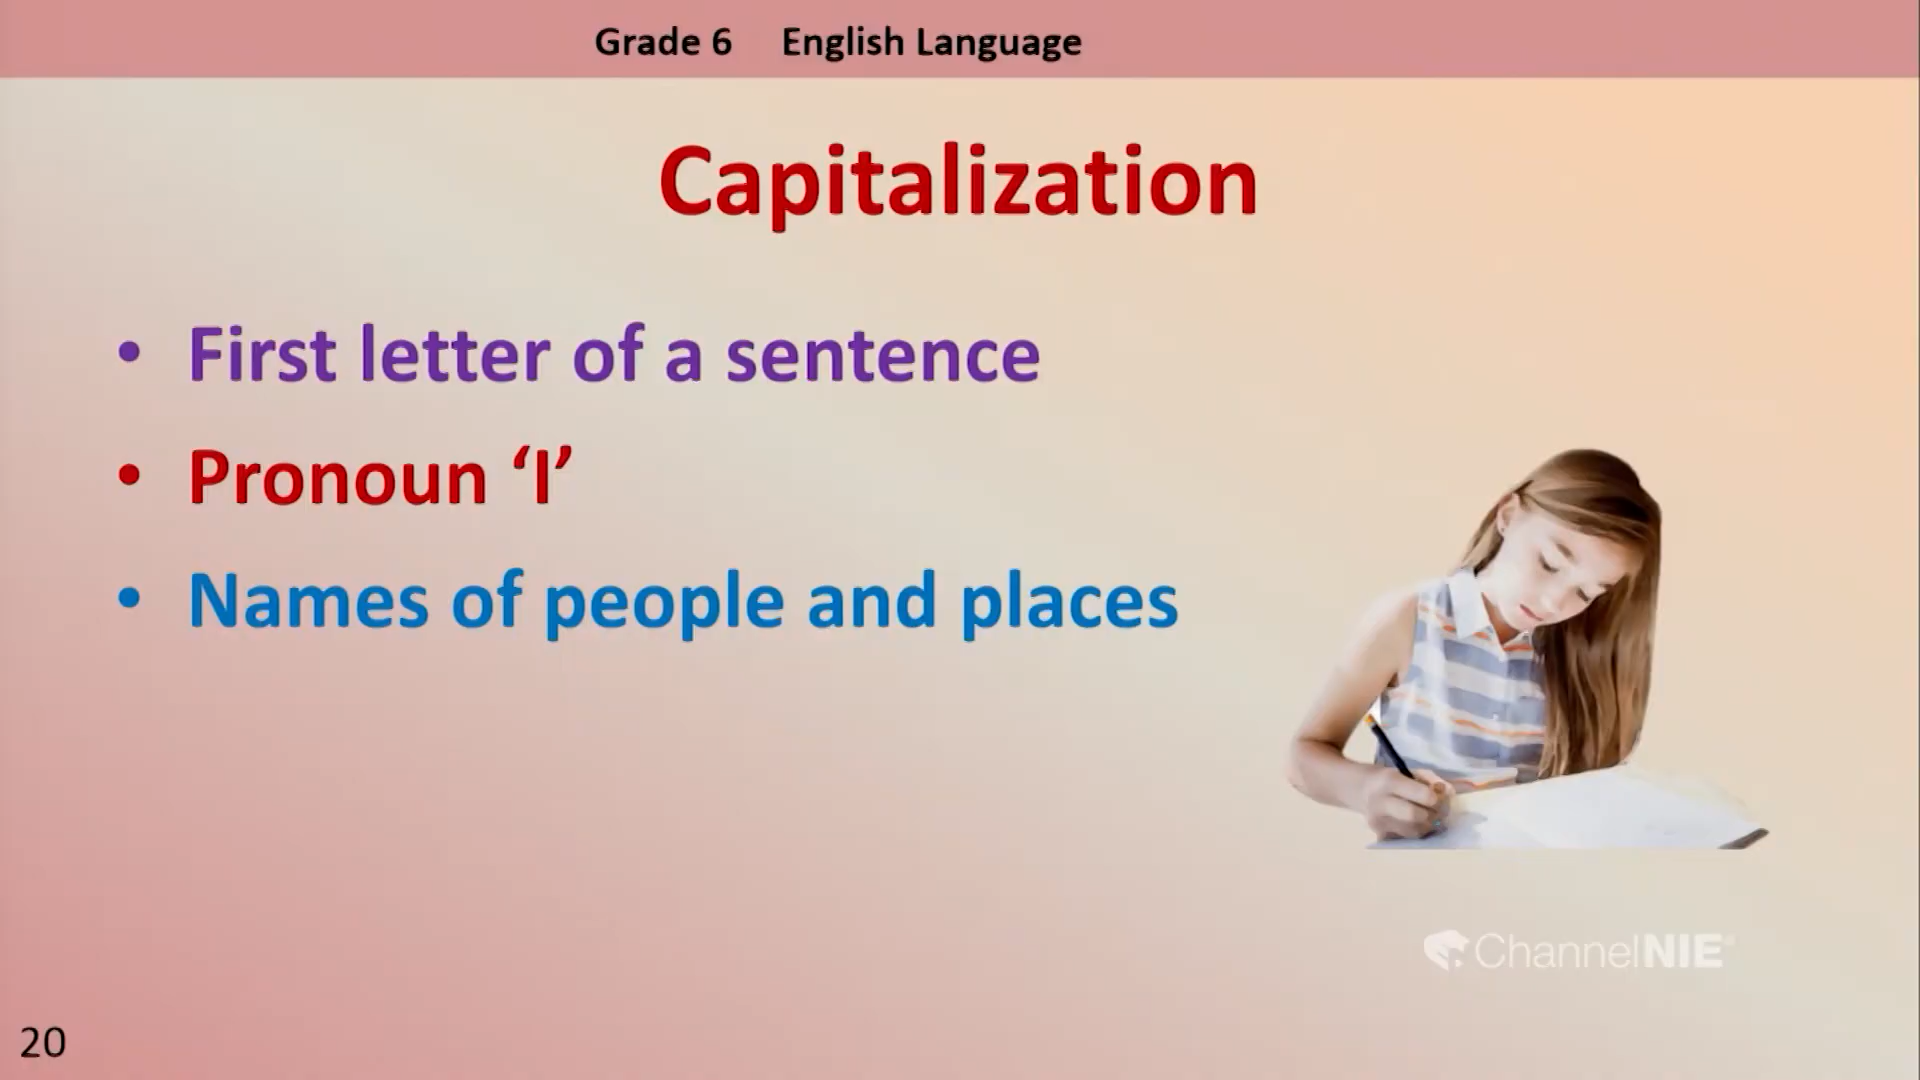 Grade 6 English Language
Capitalization
• First letter of a sentence
• Pronoun ‘I’
• Names of people and places
ChannelNIE
20